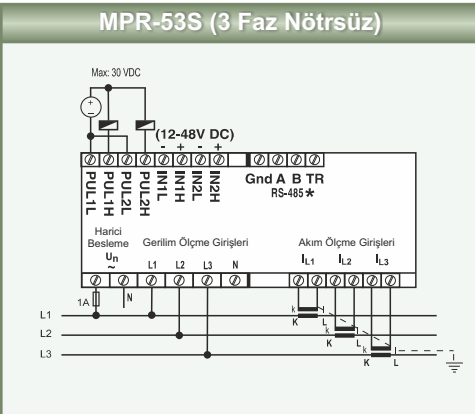 MPR-53S (3 Faz Nötrsüz)
Max: 30 VDC
+
-
(12-48V DC)
- + - +
PUL1L PUL1H PUL2L PUL2H IN1L IN1H IN2L IN2H
Gnd A B TR
RS-485 *
Harici
Besleme
Gerilim Ölçme Girişleri
Akım Ölçme Girişleri
Un
~
L1 L2 L3 N
IL1 IL2 IL3
1A
N
L1
k l
K L
L2
k l
K L
L3
k l
K L